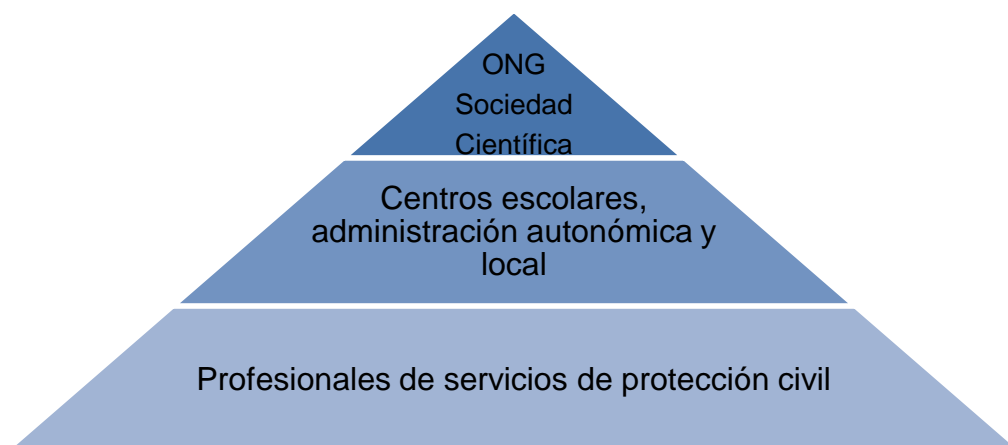 ONG
Sociedad
Científica
Centros escolares,
administración autonómica y
local
Profesionales de servicios de protección civil